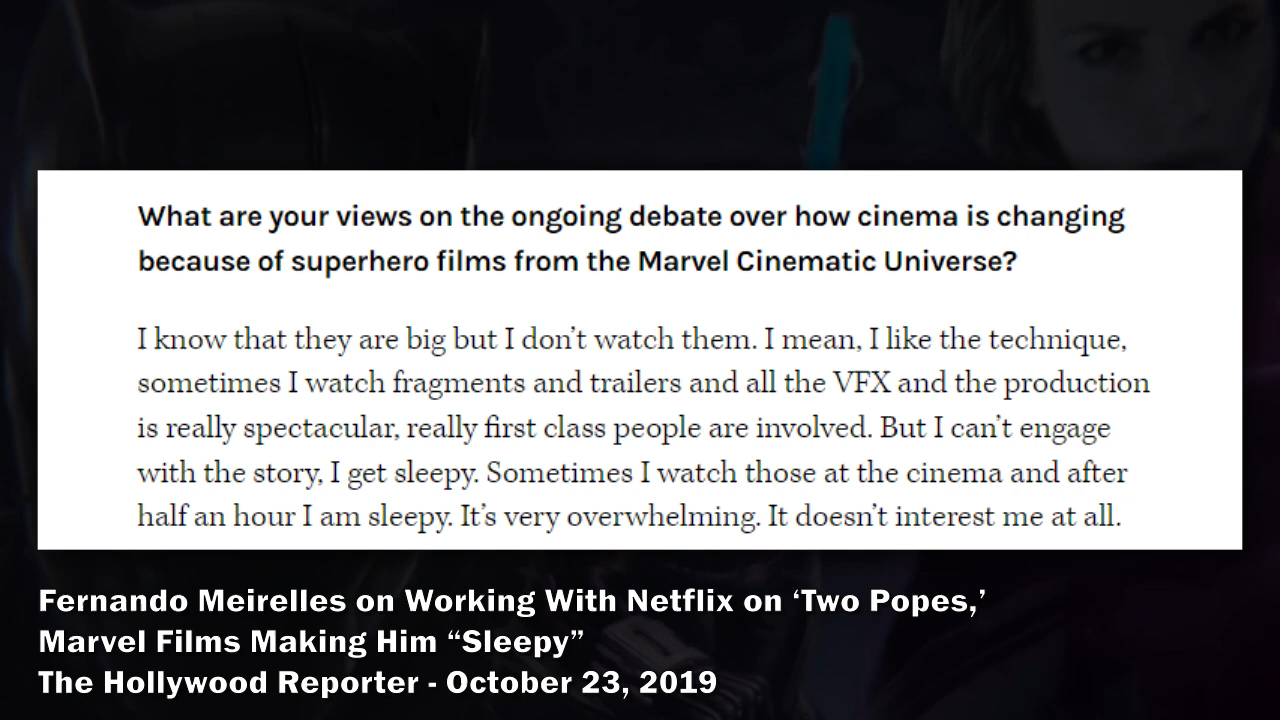 What are your views on the ongoing debate over how cinema is changing
because of superhero films from the Marvel Cinematic Universe?
I know that they are big but I don’t watch them. I mean, I like the technique,
sometimes I watch fragments and trailers and all the VFX and the production
is really spectacular, really first class people are involved. But I can’t engage
with the story, I get sleepy. Sometimes I watch those at the cinema and after
half an hour I am sleepy. It’s very overwhelming. It doesn’t interest me at all.
Fernando Meirelles on Working With Netflix on ‘Two Popes,’
Marvel Films Making Him “Sleepy”
The Hollywood Reporter - October 23, 2019